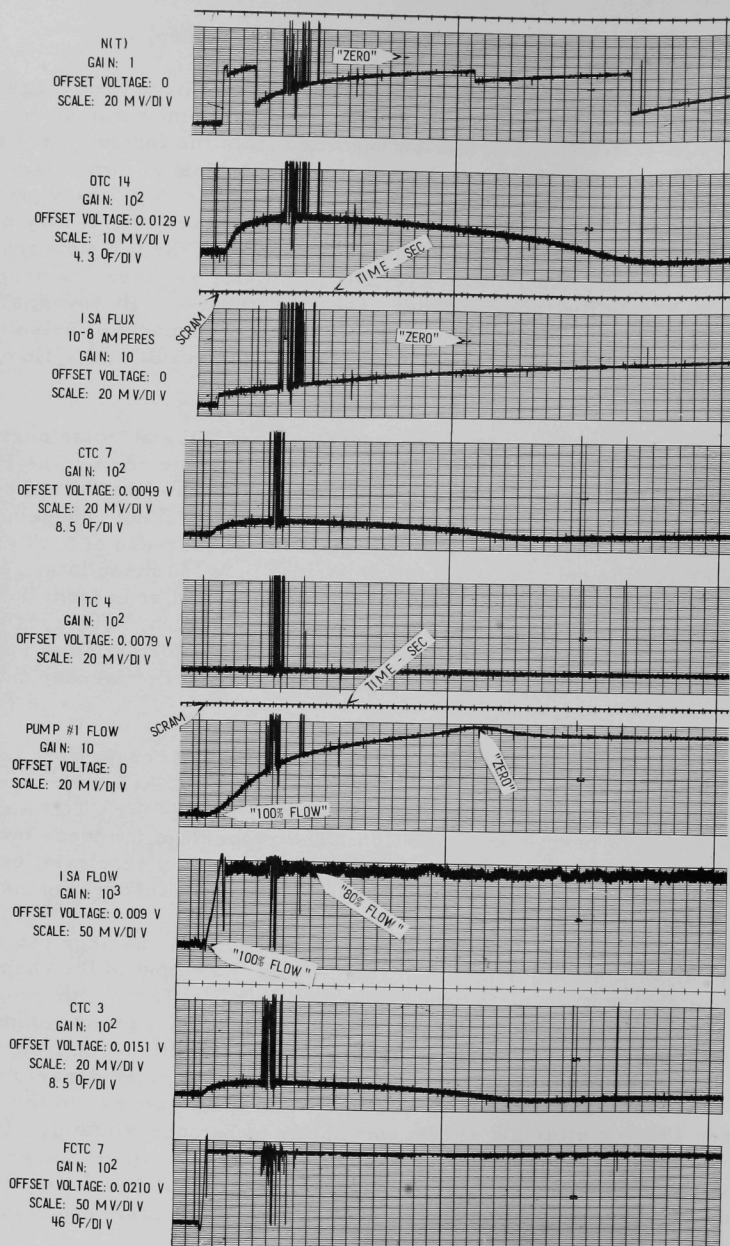 N(T)
GAIN: 1
OFFSET VOLTAGE: 0
SCALE: 20 MV/DIV
"ZERO"
OTC 14
GAIN: 10²
OFFSET VOLTAGE: 0.0129 V
SCALE: 10 MV/DIV
4.3 ºF/DIV
TIME - SEC
SCRAM
ISA FLUX
10⁻⁸ AMPERES
GAIN: 10
OFFSET VOLTAGE: 0
SCALE: 20 MV/DIV
"ZERO"
CTC 7
GAIN: 10²
OFFSET VOLTAGE: 0.0049 V
SCALE: 20 MV/DIV
8.5 ºF/DIV
ITC 4
GAIN: 10²
OFFSET VOLTAGE: 0.0079 V
SCALE: 20 MV/DIV
TIME - SEC
SCRAM
PUMP #1 FLOW
GAIN: 10
OFFSET VOLTAGE: 0
SCALE: 20 MV/DIV
"ZERO"
"100% FLOW"
ISA FLOW
GAIN: 10³
OFFSET VOLTAGE: 0.009 V
SCALE: 50 MV/DIV
"80% FLOW"
"100% FLOW"
CTC 3
GAIN: 10²
OFFSET VOLTAGE: 0.0151 V
SCALE: 20 MV/DIV
8.5 ºF/DIV
FCTC 7
GAIN: 10²
OFFSET VOLTAGE: 0.0210 V
SCALE: 50 MV/DIV
46 ºF/DIV